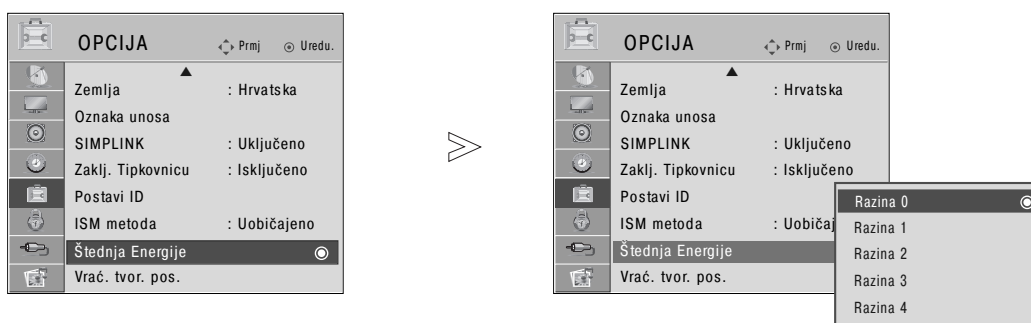 OPCIJA Prmj Uredu.
Zemlja : Hrvatska
Oznaka unosa
SIMPLINK : Uključeno
Zaklj. Tipkovnicu : Isključeno
Postavi ID
ISM metoda : Uobičajeno
Štednja Energije
Vrać. tvor. pos.
OPCIJA Prmj Uredu.
Zemlja : Hrvatska
Oznaka unosa
SIMPLINK : Uključeno
Zaklj. Tipkovnicu : Isključeno
Postavi ID
ISM metoda : Uobičaj
Štednja Energije
Vrać. tvor. pos.
Razina 0
Razina 1
Razina 2
Razina 3
Razina 4